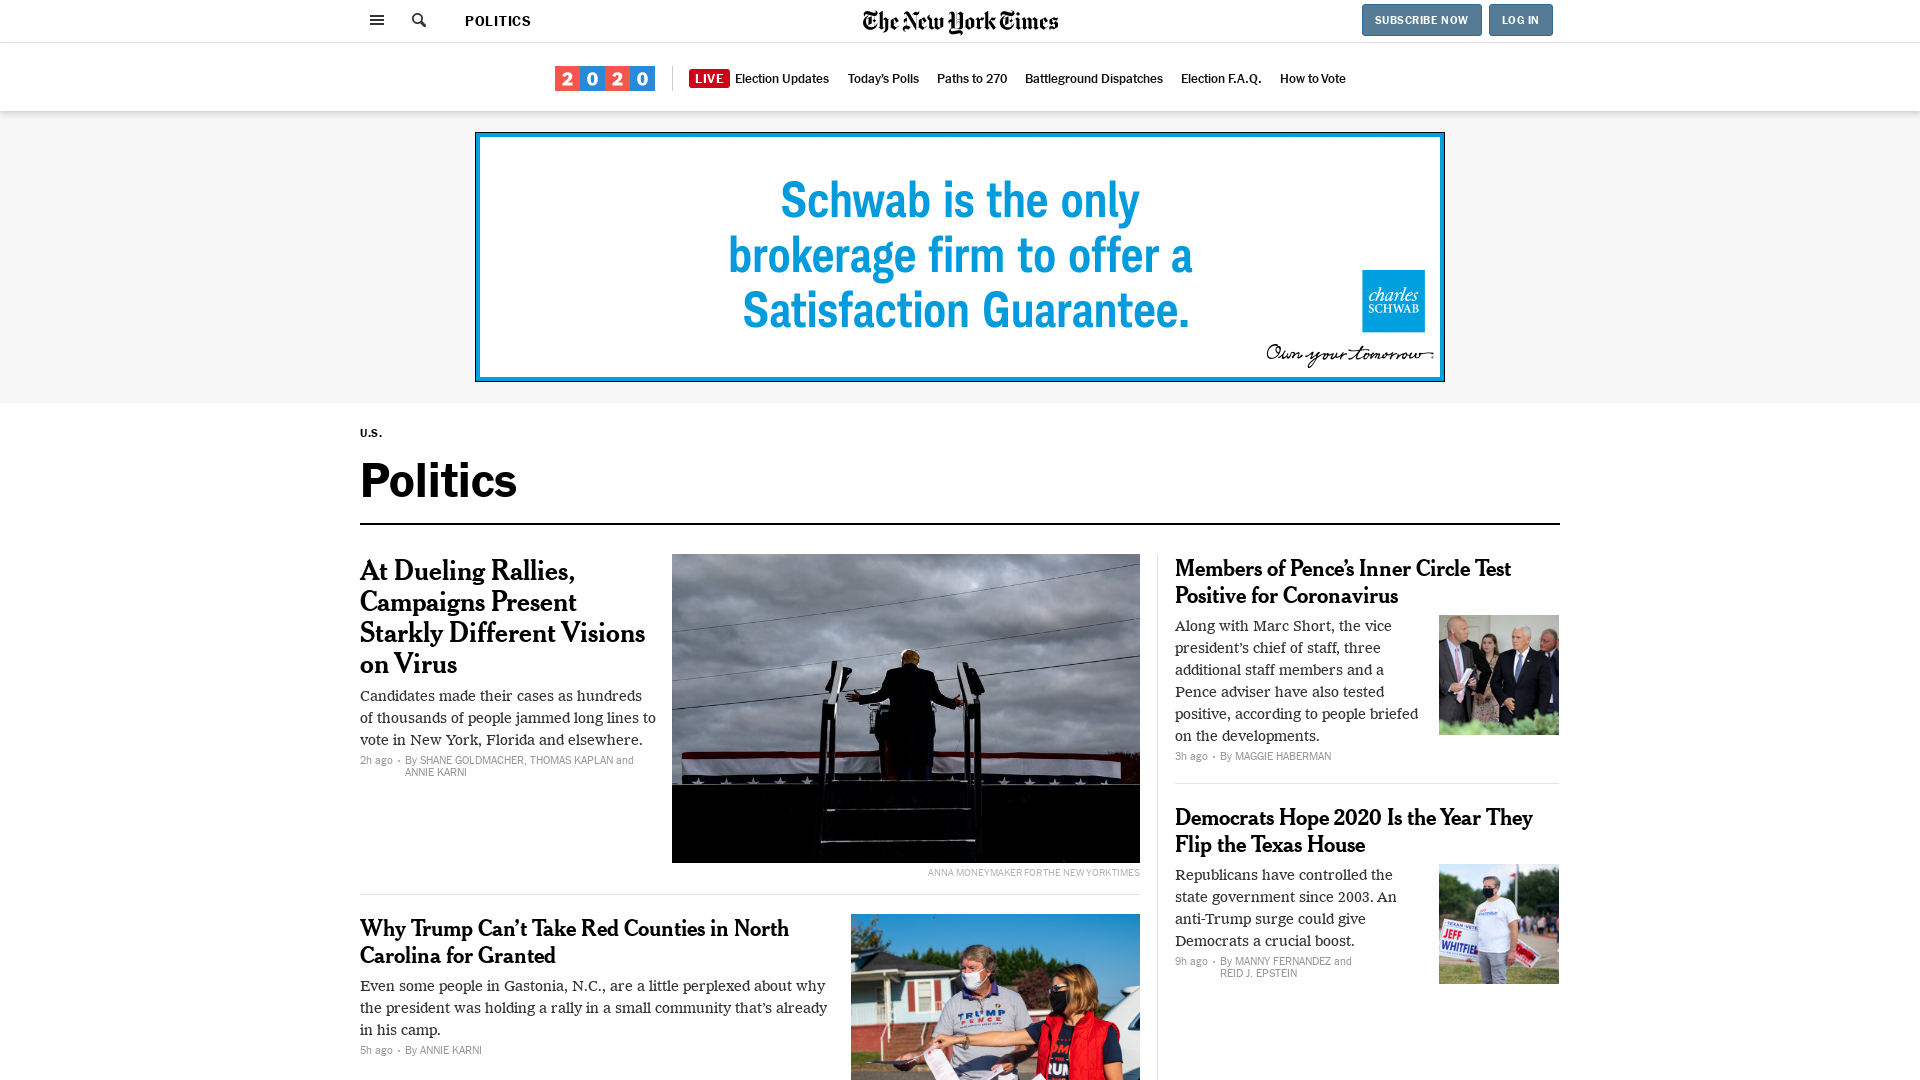 POLITICS
The New York Times
SUBSCRIBE NOW
LOG IN
2020
LIVE Election Updates
Today's Polls
Paths to 270
Battleground Dispatches
Election F.A.Q.
How to Vote
Schwab is the only
brokerage firm to offer a
Satisfaction Guarantee.
charles
SCHWAB
Own your tomorrow.
U.S.
Politics
At Dueling Rallies,
Campaigns Present
Starkly Different Visions
on Virus
Candidates made their cases as hundreds
of thousands of people jammed long lines to
vote in New York, Florida and elsewhere.
2h ago • By SHANE GOLDMACHER, THOMAS KAPLAN and
ANNIE KARNI
ANNA MONEYMAKER FOR THE NEW YORK TIMES
Why Trump Can't Take Red Counties in North
Carolina for Granted
Even some people in Gastonia, N.C., are a little perplexed about why
the president was holding a rally in a small community that's already
in his camp.
5h ago • By ANNIE KARNI
TRUMP
PENCE
Members of Pence's Inner Circle Test
Positive for Coronavirus
Along with Marc Short, the vice
president's chief of staff, three
additional staff members and a
Pence adviser have also tested
positive, according to people briefed
on the developments.
3h ago • By MAGGIE HABERMAN
Democrats Hope 2020 Is the Year They
Flip the Texas House
Republicans have controlled the
state government since 2003. An
anti-Trump surge could give
Democrats a crucial boost.
9h ago • By MANNY FERNANDEZ and
REID J. EPSTEIN
JEFF
WHITFIE